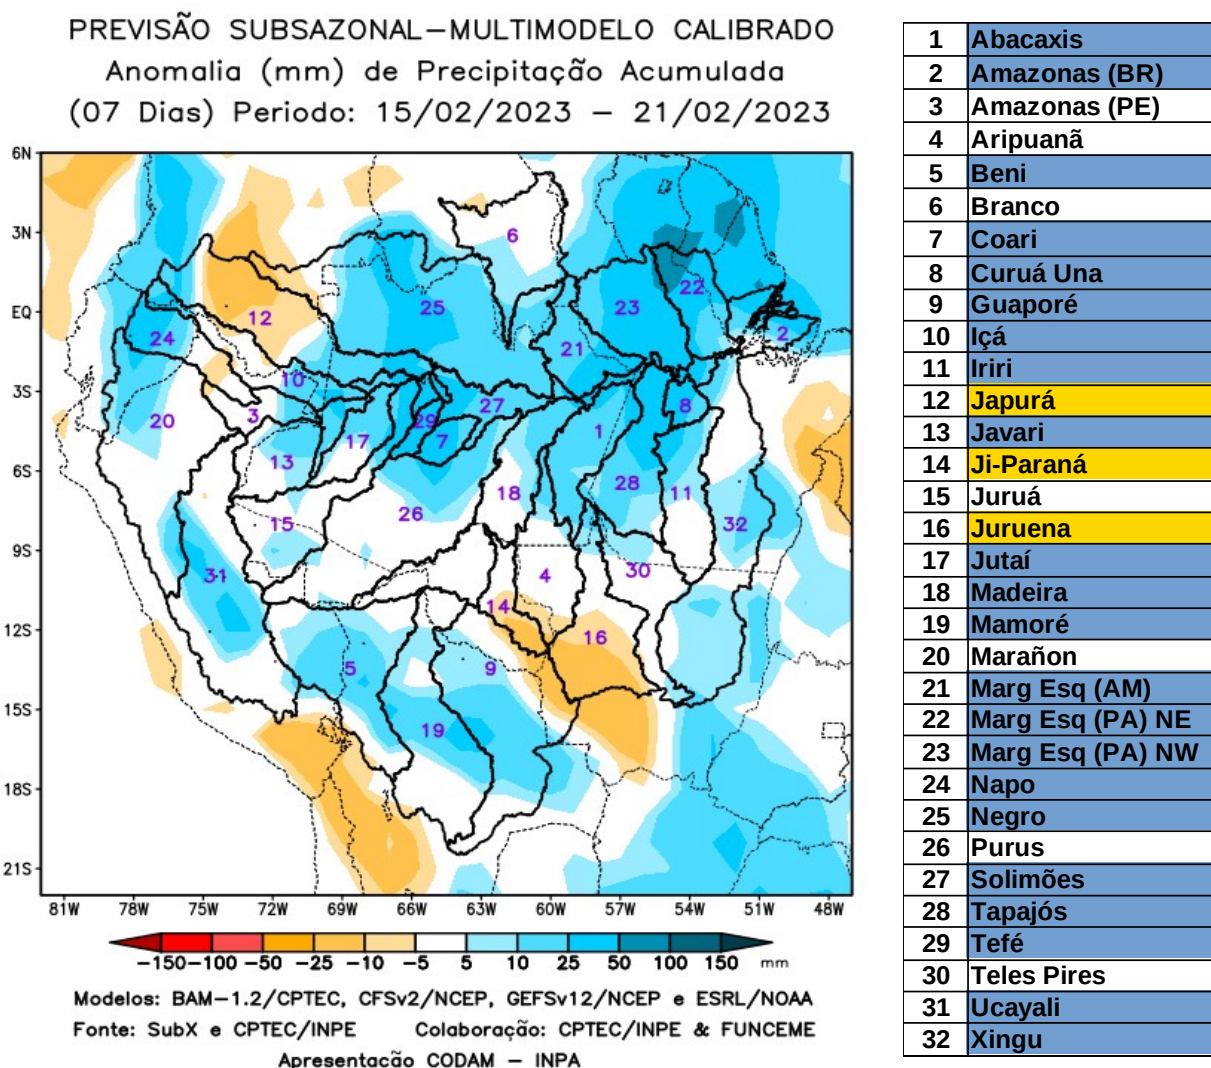 PREVISÃO SUBSAZONAL–MULTIMODELO CALIBRADO
Anomalia (mm) de Precipitação Acumulada
(07 Dias) Periodo: 15/02/2023 – 21/02/2023
6N
3N
EQ
3S
6S
9S
12S
15S
18S
21S
81W 78W 75W 72W 69W 66W 63W 60W 57W 54W 51W 48W
6
22
25
23
12
2
24
21
10
27
8
3
20
29
7
1
17
13
28
18
11
26
15
32
31
4
30
14
16
5
9
19
−150 −100 −50 −25 −10 −5 5 10 25 50 100 150 mm
Modelos: BAM–1.2/CPTEC, CFSv2/NCEP, GEFSv12/NCEP e ESRL/NOAA
Fonte: SubX e CPTEC/INPE Colaboração: CPTEC/INPE & FUNCEME
Apresentação CODAM – INPA
1 Abacaxis
2 Amazonas (BR)
3 Amazonas (PE)
4 Aripuanã
5 Beni
6 Branco
7 Coari
8 Curuá Una
9 Guaporé
10 Içá
11 Iriri
12 Japurá
13 Javari
14 Ji-Paraná
15 Juruá
16 Juruena
17 Jutaí
18 Madeira
19 Mamoré
20 Marañon
21 Marg Esq (AM)
22 Marg Esq (PA) NE
23 Marg Esq (PA) NW
24 Napo
25 Negro
26 Purus
27 Solimões
28 Tapajós
29 Tefé
30 Teles Pires
31 Ucayali
32 Xingu